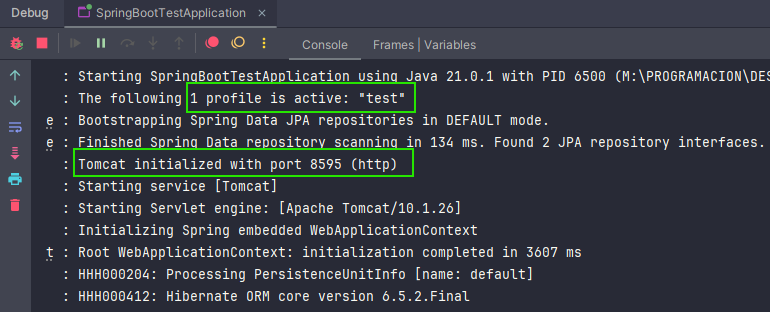 Debug
SpringBootTestApplication
Console
Frames | Variables
: Starting SpringBootTestApplication using Java 21.0.1 with PID 6500 (M:\PROGRAMACION\DES
: The following 1 profile is active: "test"
e : Bootstrapping Spring Data JPA repositories in DEFAULT mode.
e : Finished Spring Data repository scanning in 134 ms. Found 2 JPA repository interfaces.
: Tomcat initialized with port 8595 (http)
: Starting service [Tomcat]
: Starting Servlet engine: [Apache Tomcat/10.1.26]
: Initializing Spring embedded WebApplicationContext
t : Root WebApplicationContext: initialization completed in 3607 ms
: HHH000204: Processing PersistenceUnitInfo [name: default]
: HHH000412: Hibernate ORM core version 6.5.2.Final